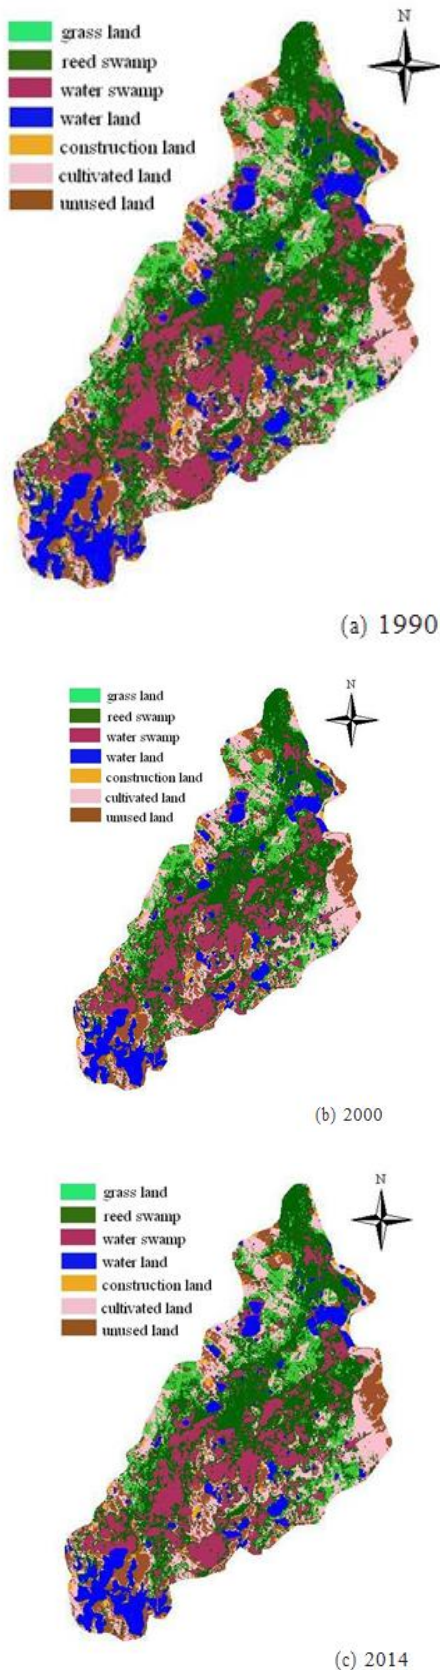 N
grass land
reed swamp
water swamp
water land
construction land
cultivated land
unused land
(a) 1990
N
grass land
reed swamp
water swamp
water land
construction land
cultivated land
unused land
(b) 2000
N
grass land
reed swamp
water swamp
water land
construction land
cultivated land
unused land
(c) 2014